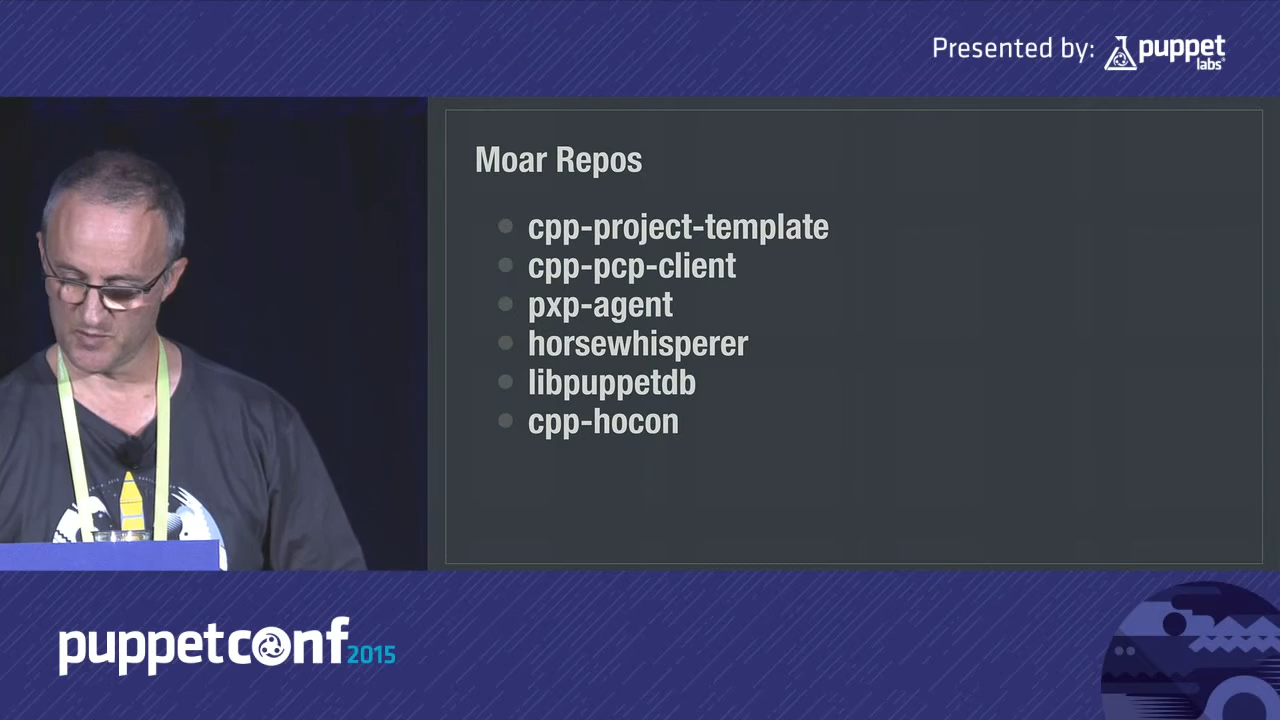 Presented by: puppet labs
Moar Repos
cpp-project-template
cpp-pcp-client
pxp-agent
horsewhisperer
libpuppetdb
cpp-hocon
puppetconf 2015